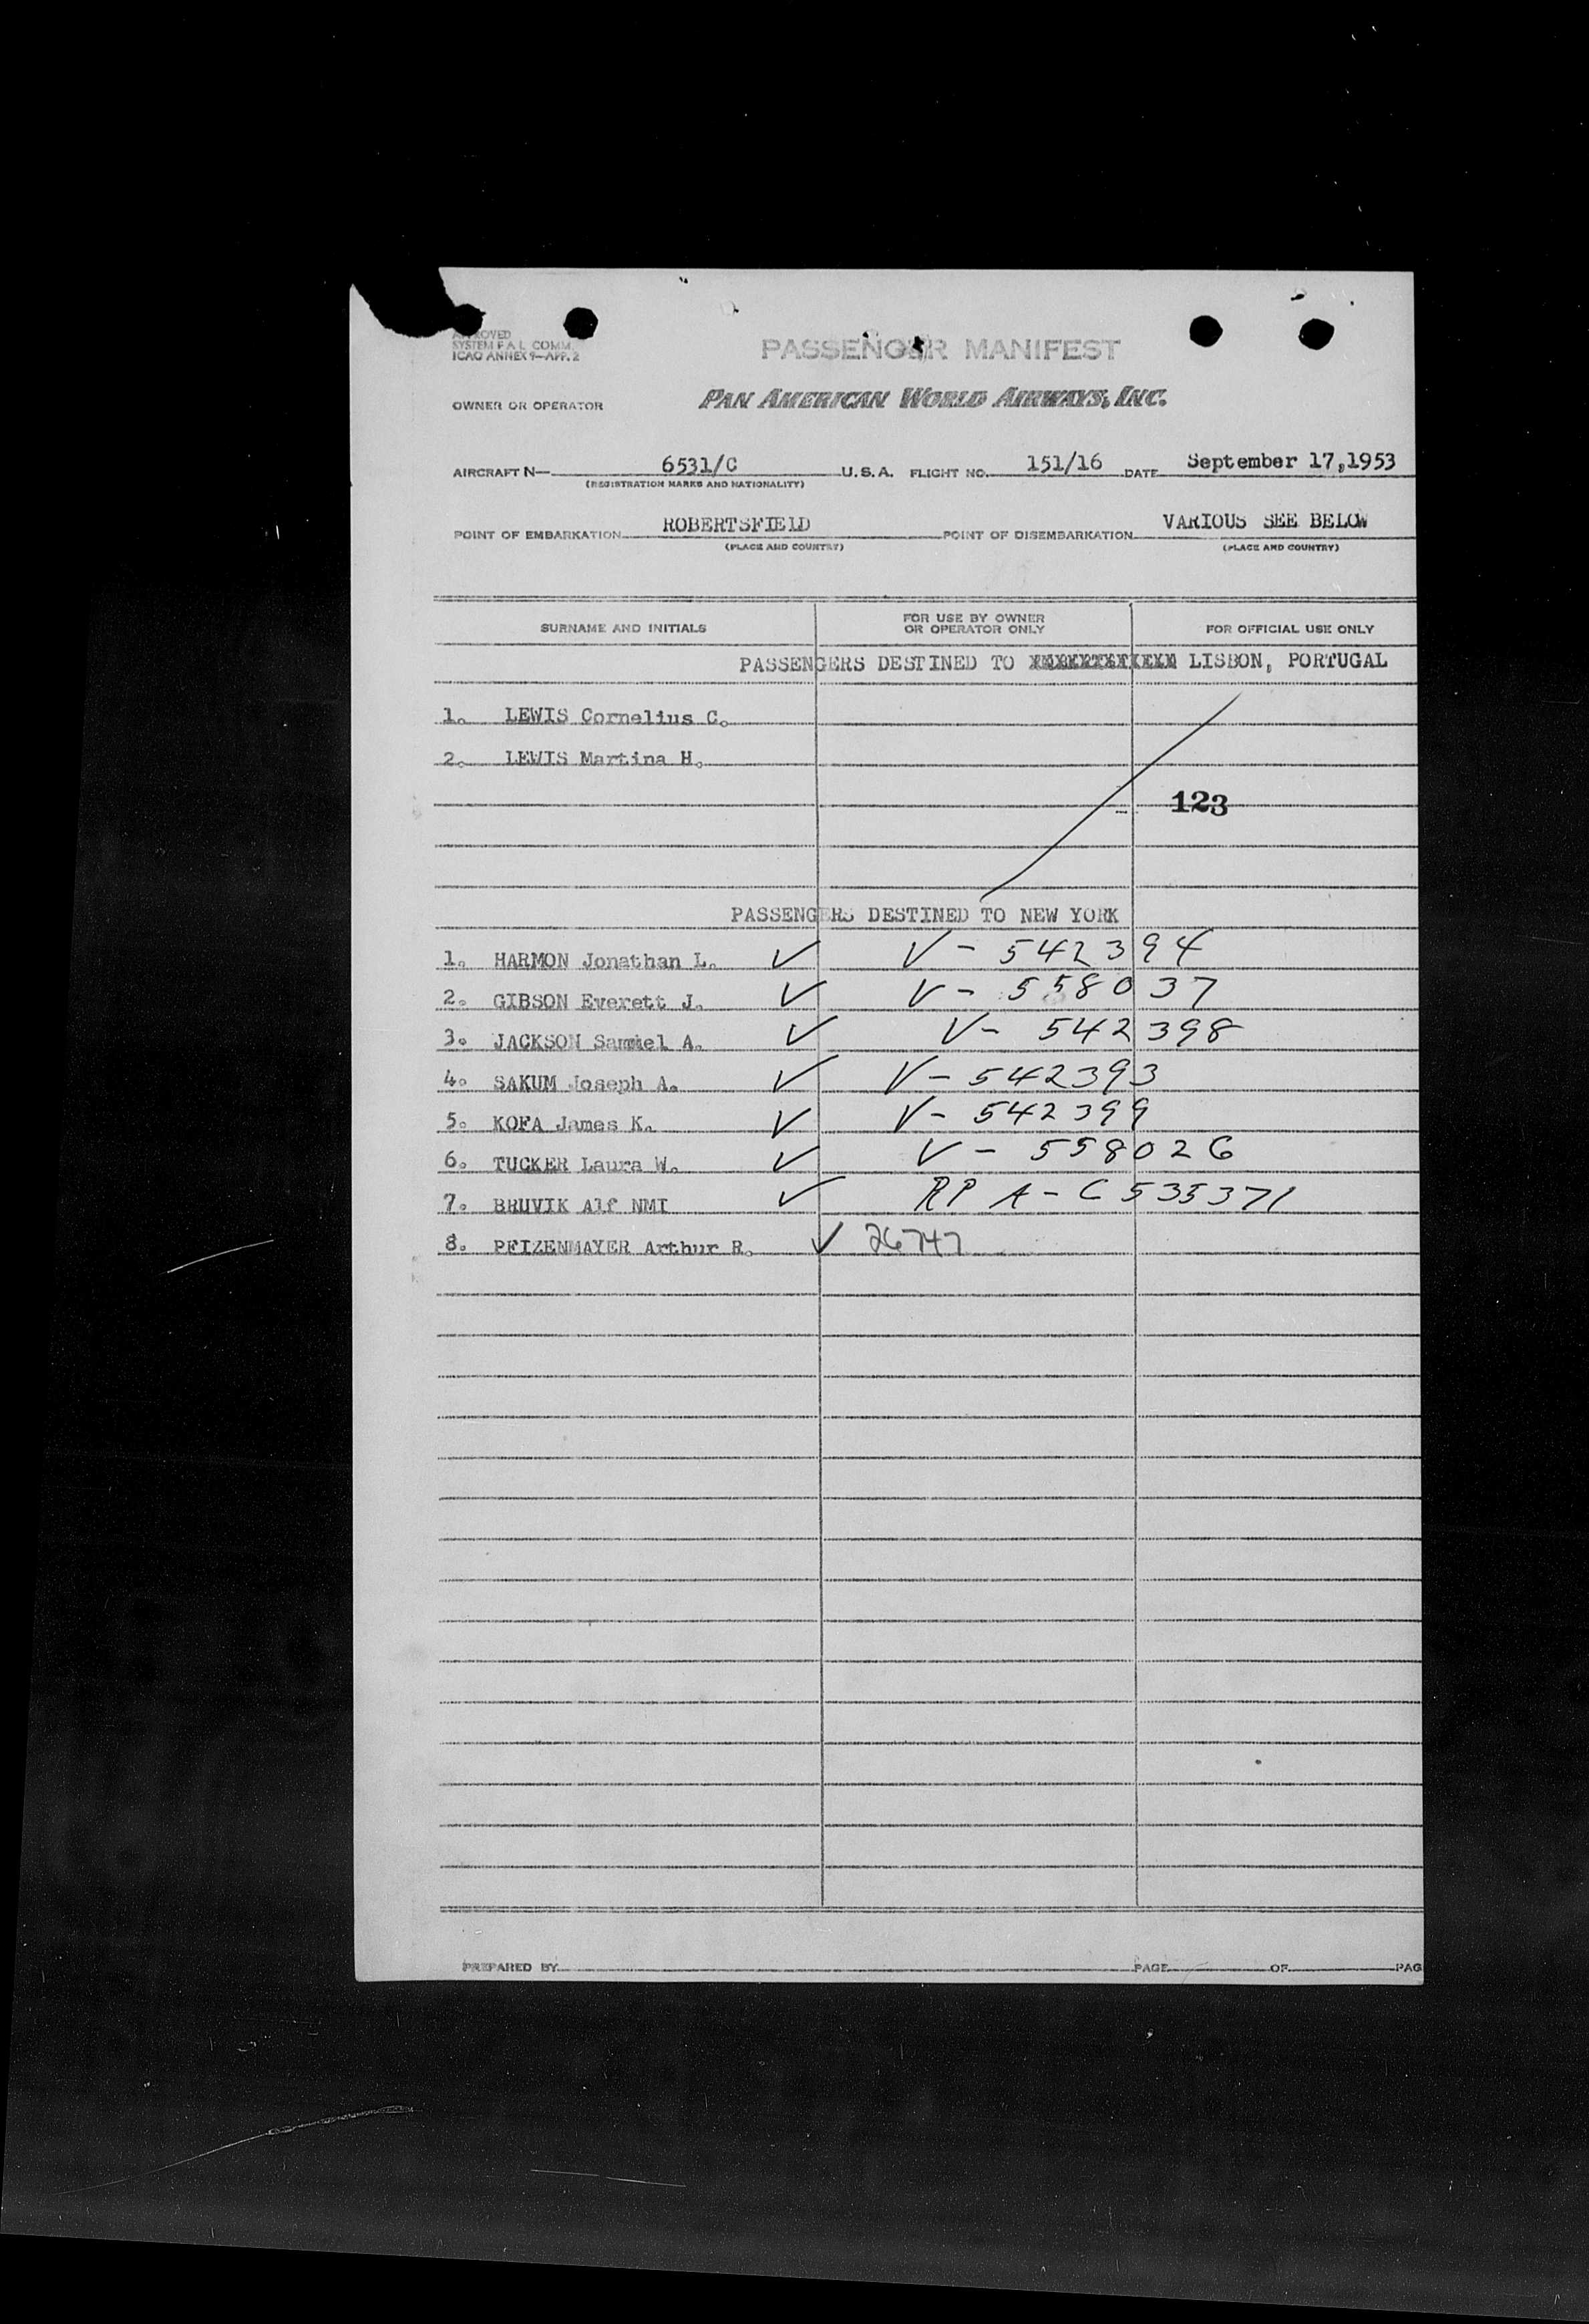 APPROVED
SYSTEM F.A.L. COMM.
ICAO ANNEX 9-APP. 2
PASSENGER MANIFEST
OWNER OR OPERATOR PAN AMERICAN WORLD AIRWAYS, INC.
AIRCRAFT N- 6531/C U.S.A. FLIGHT NO. 151/16 DATE September 17,1953
(REGISTRATION MARKS AND NATIONALITY)
POINT OF EMBARKATION ROBERTSFIELD POINT OF DISEMBARKATION VARIOUS SEE BELOW
(PLACE AND COUNTRY) (PLACE AND COUNTRY)
SURNAME AND INITIALS FOR USE BY OWNER OR OPERATOR ONLY FOR OFFICIAL USE ONLY
PASSENGERS DESTINED TO LISBON, PORTUGAL
1. LEWIS Cornelius C.
2. LEWIS Martina H.
123
PASSENGERS DESTINED TO NEW YORK
1. HARMON Jonathan L. ✓ V - 542394
2. GIBSON Everett J. ✓ V - 558037
3. JACKSON Samuel A. ✓ V - 542398
4. SAKUM Joseph A. ✓ V - 542393
5. KOFA James K. ✓ V - 542399
6. TUCKER Laura W. ✓ V - 558026
7. BRUVIK Alf NMI ✓ RP A - C 535371
8. PFIZENMAYER Arthur R. ✓ 26747
PREPARED BY PAGE OF PAG